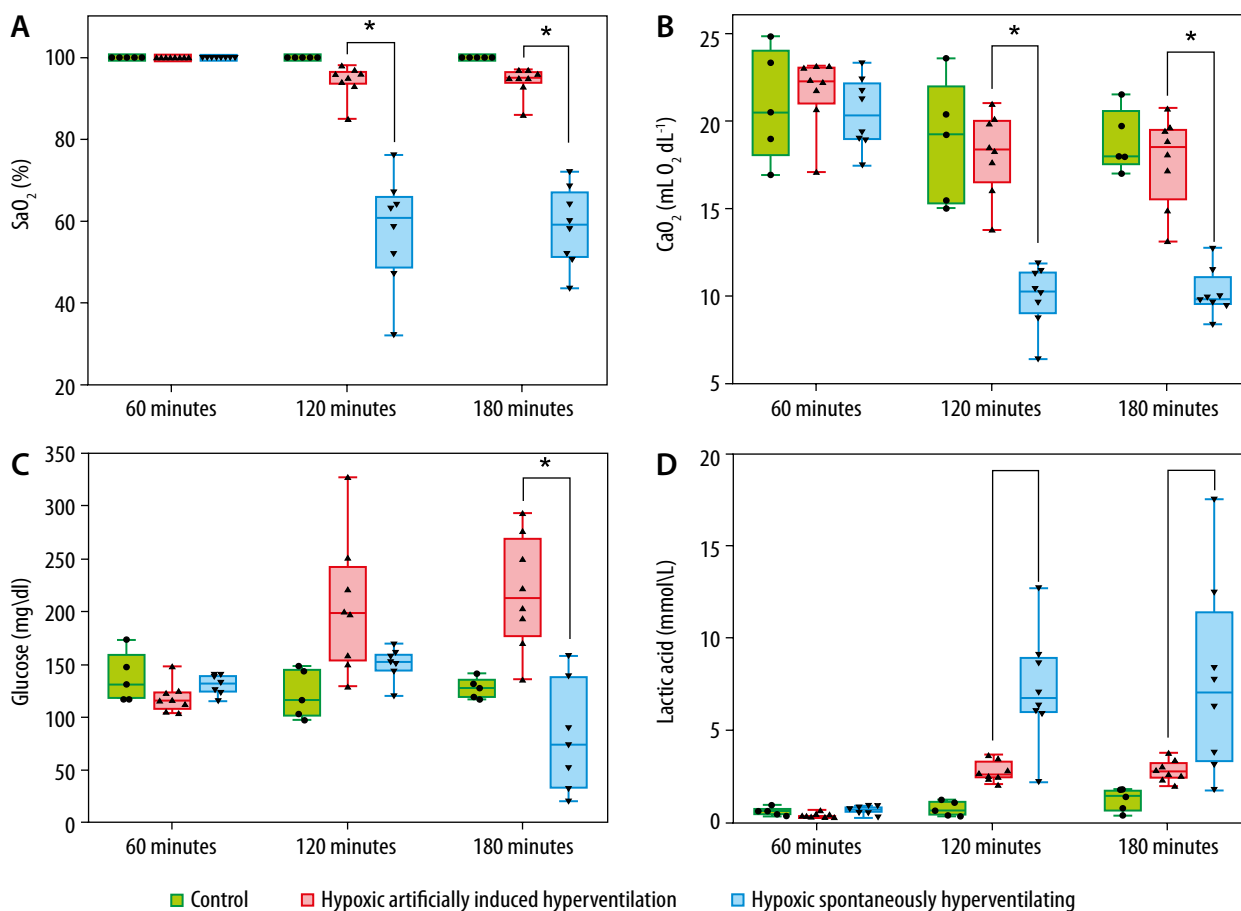 A
*
*
100
80
60
40
20
SaO2 (%)
60 minutes
120 minutes
180 minutes
B
*
*
25
20
15
10
5
CaO2 (mL O2 dL-1)
60 minutes
120 minutes
180 minutes
C
*
350
300
250
200
150
100
50
0
Glucose (mg\dl)
60 minutes
120 minutes
180 minutes
D
20
15
10
5
0
Lactic acid (mmol\L)
60 minutes
120 minutes
180 minutes
Control
Hypoxic artificially induced hyperventilation
Hypoxic spontaneously hyperventilating